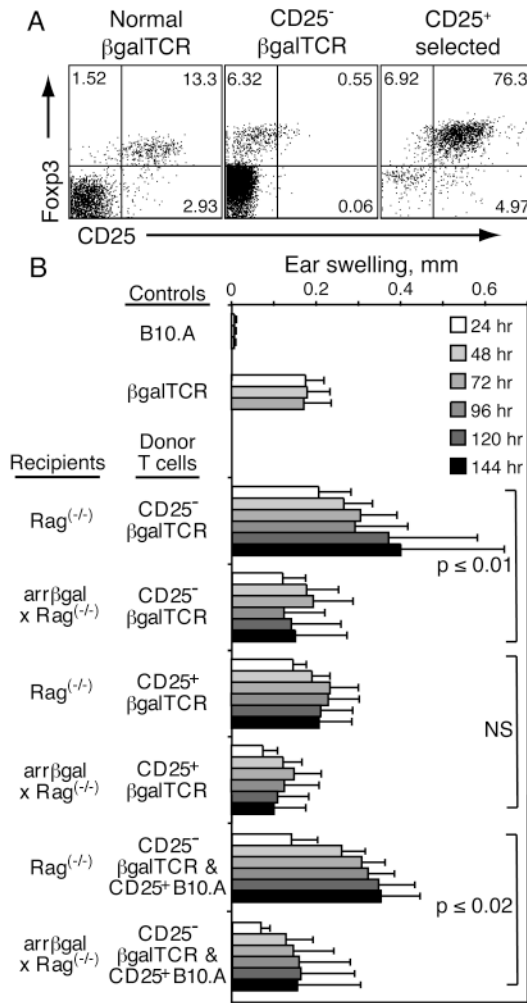 A
Normal
βgalTCR
CD25⁻
βgalTCR
CD25⁺
selected
1.52 13.3
2.93
6.32 0.55
0.06
6.92 76.3
4.97
Foxp3
CD25
B
Ear swelling, mm
0 0.2 0.4 0.6
Controls
B10.A
βgalTCR
24 hr
48 hr
72 hr
96 hr
120 hr
144 hr
Recipients
Donor
T cells
Rag(-/-)
CD25⁻
βgalTCR
p ≤ 0.01
arrβgal
x Rag(-/-)
CD25⁻
βgalTCR
Rag(-/-)
CD25⁺
βgalTCR
NS
arrβgal
x Rag(-/-)
CD25⁺
βgalTCR
Rag(-/-)
CD25⁻
βgalTCR &
CD25⁺B10.A
p ≤ 0.02
arrβgal
x Rag(-/-)
CD25⁻
βgalTCR &
CD25⁺B10.A